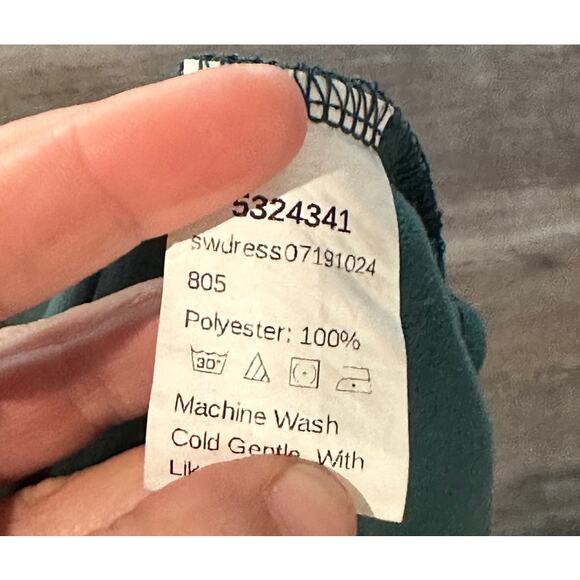 5324341
swdress07191024
805
Polyester: 100%
30°
Machine Wash
Cold Gentle, With